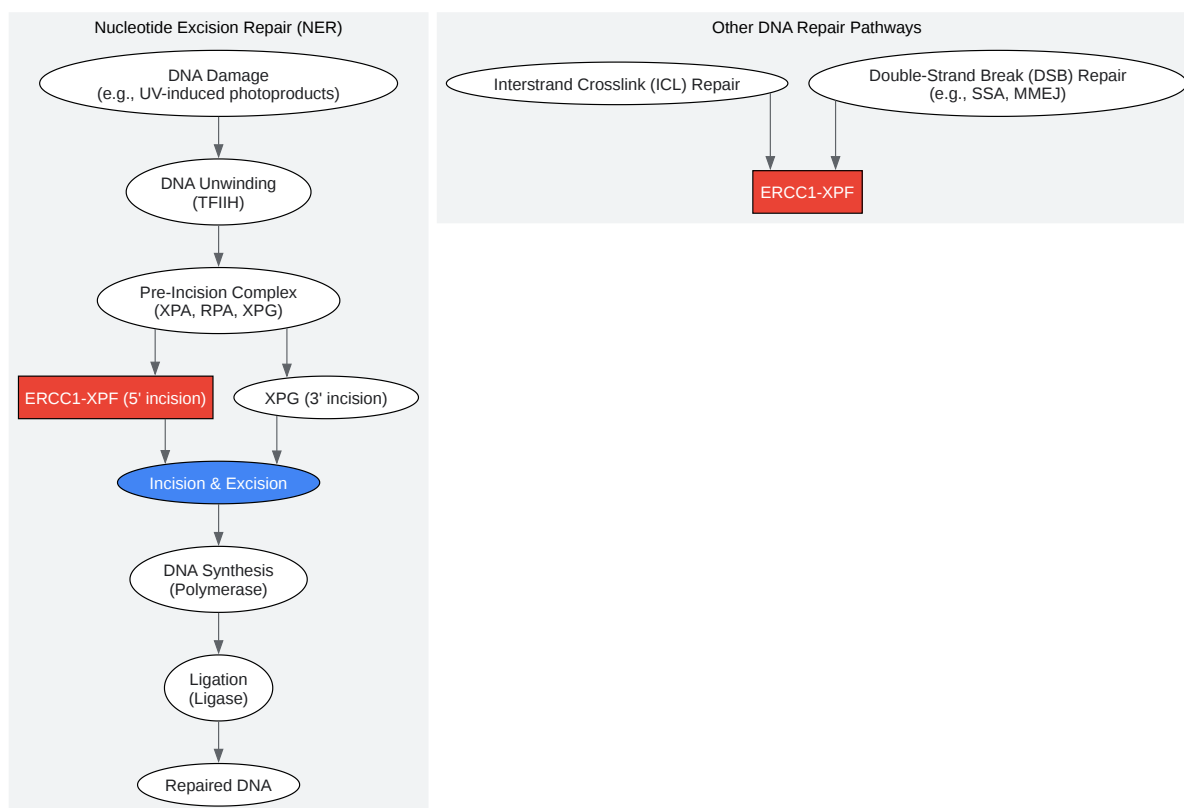 Nucleotide Excision Repair (NER)
DNA Damage
(e.g., UV-induced photoproducts)
DNA Unwinding
(TFIIH)
Pre-Incision Complex
(XPA, RPA, XPG)
ERCC1-XPF (5' incision)
XPG (3' incision)
Incision & Excision
DNA Synthesis
(Polymerase)
Ligation
(Ligase)
Repaired DNA
Other DNA Repair Pathways
Interstrand Crosslink (ICL) Repair
Double-Strand Break (DSB) Repair
(e.g., SSA, MMEJ)
ERCC1-XPF